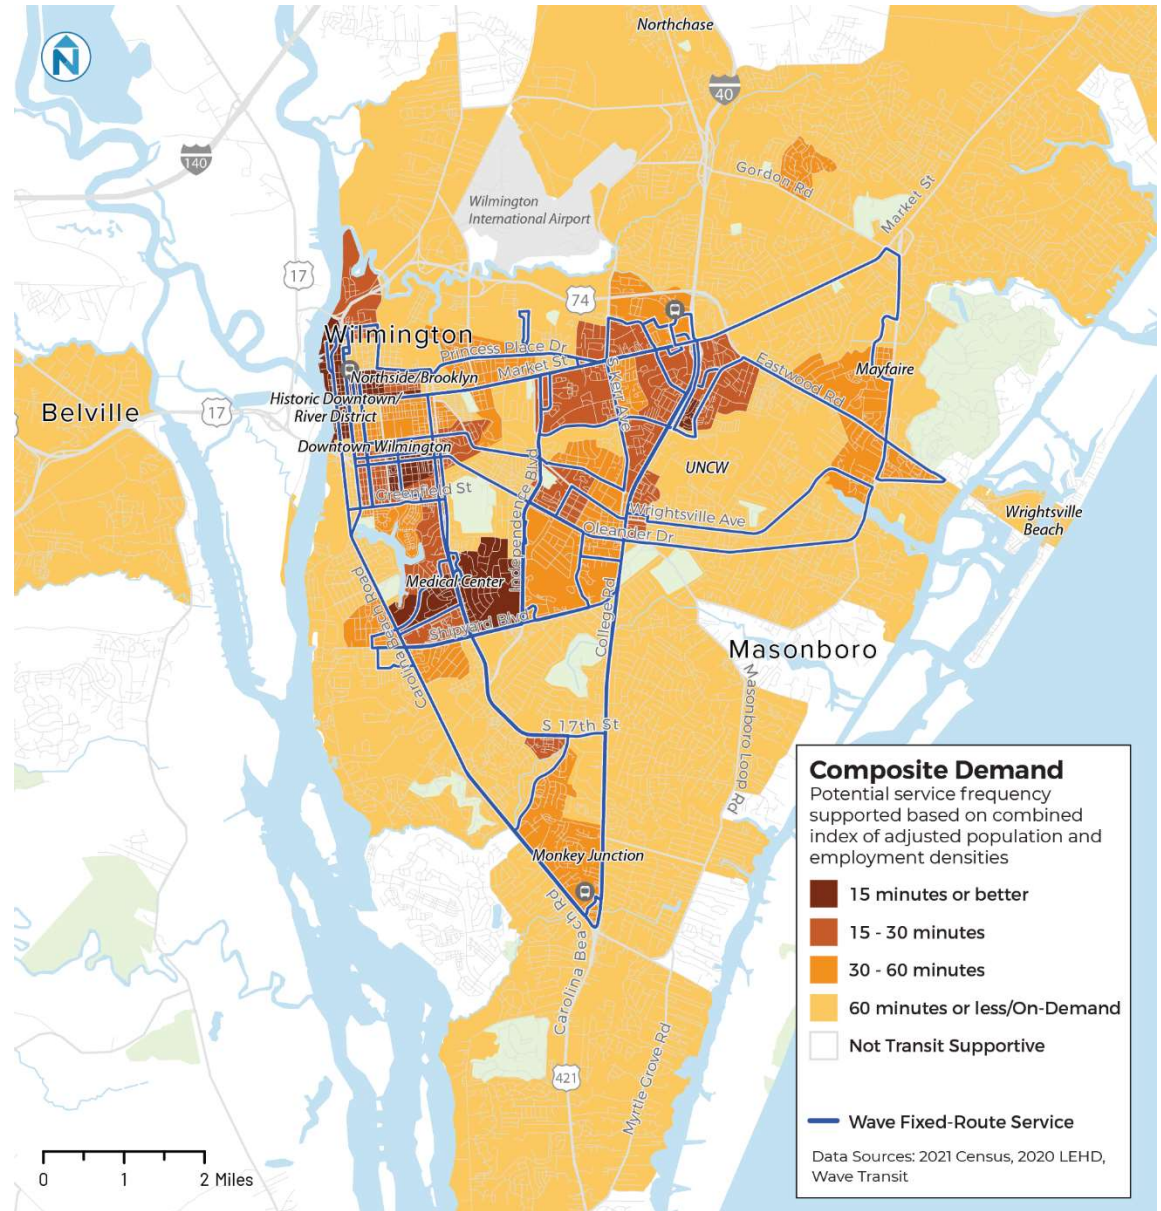 Northchase
N
40
140
Gordon Rd
Market St
Wilmington
International Airport
17
74
Wilmington
Princess Place Dr
Market St
Northside/Brooklyn
S Kerr Ave
Eastwood Rd
Mayfaire
Historic Downtown/
River District
Belville
17
Downtown Wilmington
UNCW
Greenfield St
Independence Blvd
Wrightsville Ave
Oleander Dr
Wrightsville
Beach
Medical Center
Shipyard Blvd
College Rd
Carolina Beach Road
Masonboro
Masonboro Loop Rd
S 17th St
Monkey Junction
Carolina Beach Rd
421
Myrtle Grove Rd
Composite Demand
Potential service frequency
supported based on combined
index of adjusted population and
employment densities
15 minutes or better
15 - 30 minutes
30 - 60 minutes
60 minutes or less/On-Demand
Not Transit Supportive
Wave Fixed-Route Service
Data Sources: 2021 Census, 2020 LEHD,
Wave Transit
0 1 2 Miles